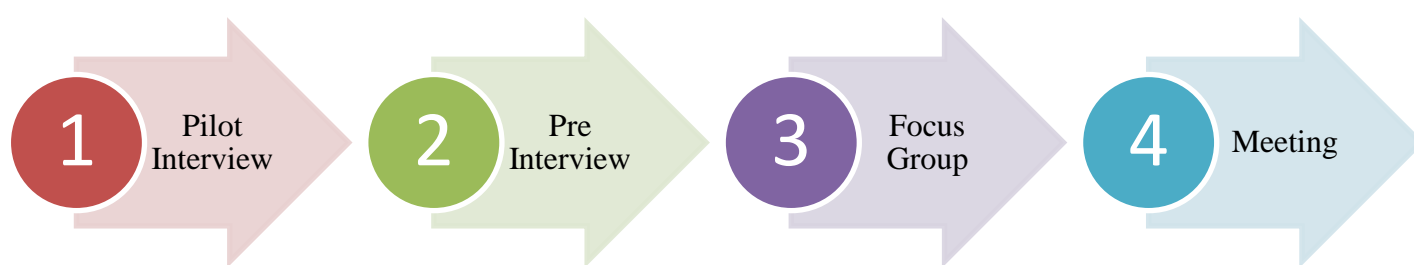 1
Pilot
Interview
2
Pre
Interview
3
Focus
Group
4
Meeting